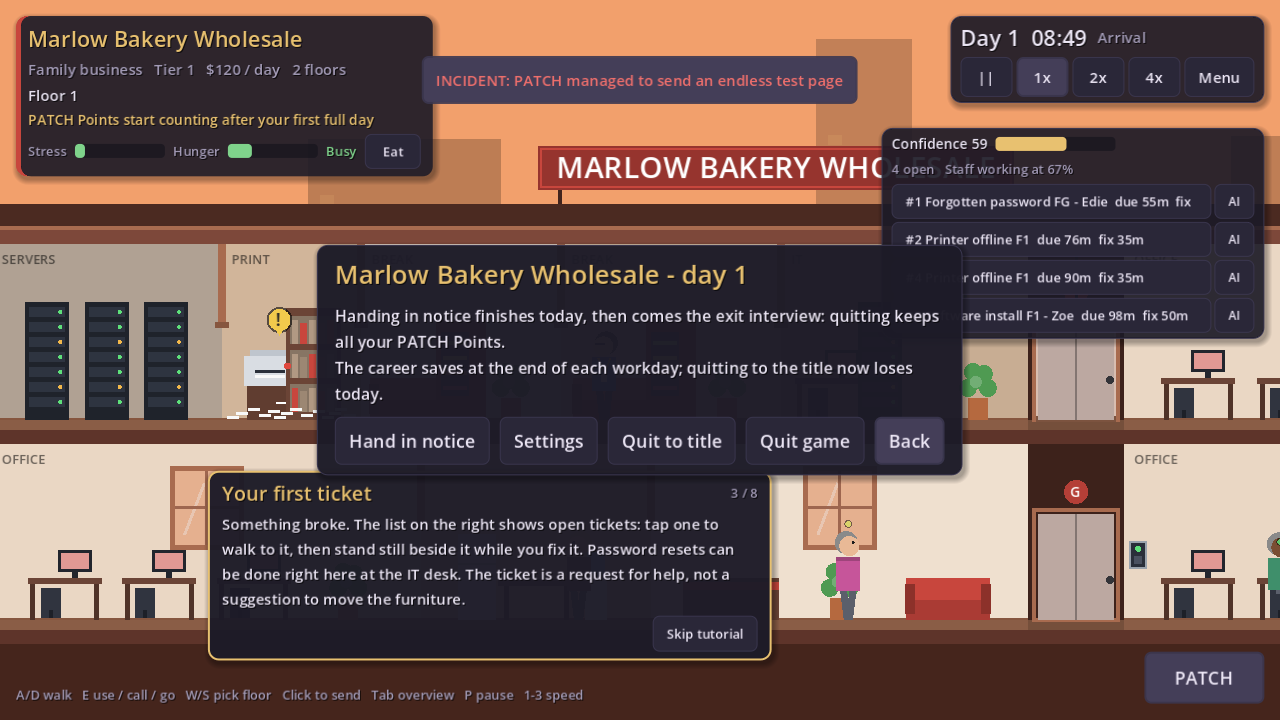 Marlow Bakery Wholesale
Family business Tier 1 $120 / day 2 floors
Floor 1
PATCH Points start counting after your first full day
Stress Hunger Busy Eat
INCIDENT: PATCH managed to send an endless test page
Day 1 08:49 Arrival
|| 1x 2x 4x Menu
MARLOW BAKERY WHOLESALE
Confidence 59
4 open Staff working at 67%
#1 Forgotten password FG - Edie due 55m fix AI
#2 Printer offline F1 due 76m fix 35m AI
offline F1 due 90m fix 35m AI
install F1 - Zoe due 98m fix 50m AI
SERVERS
PRINT
Marlow Bakery Wholesale - day 1
Handing in notice finishes today, then comes the exit interview: quitting keeps
all your PATCH Points.
The career saves at the end of each workday; quitting to the title now loses
today.
Hand in notice Settings Quit to title Quit game Back
OFFICE
OFFICE
G
Your first ticket 3 / 8
Something broke. The list on the right shows open tickets: tap one to
walk to it, then stand still beside it while you fix it. Password resets can
be done right here at the IT desk. The ticket is a request for help, not a
suggestion to move the furniture.
Skip tutorial
A/D walk E use / call / go W/S pick floor Click to send Tab overview P pause 1-3 speed
PATCH